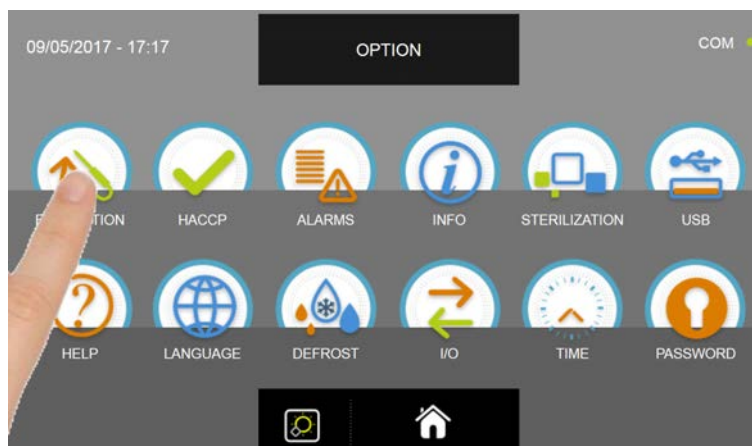 09/05/2017 - 17:17
OPTION
COM
HACCP
ALARMS
INFO
STERILIZATION
USB
HELP
LANGUAGE
DEFROST
I/O
TIME
PASSWORD